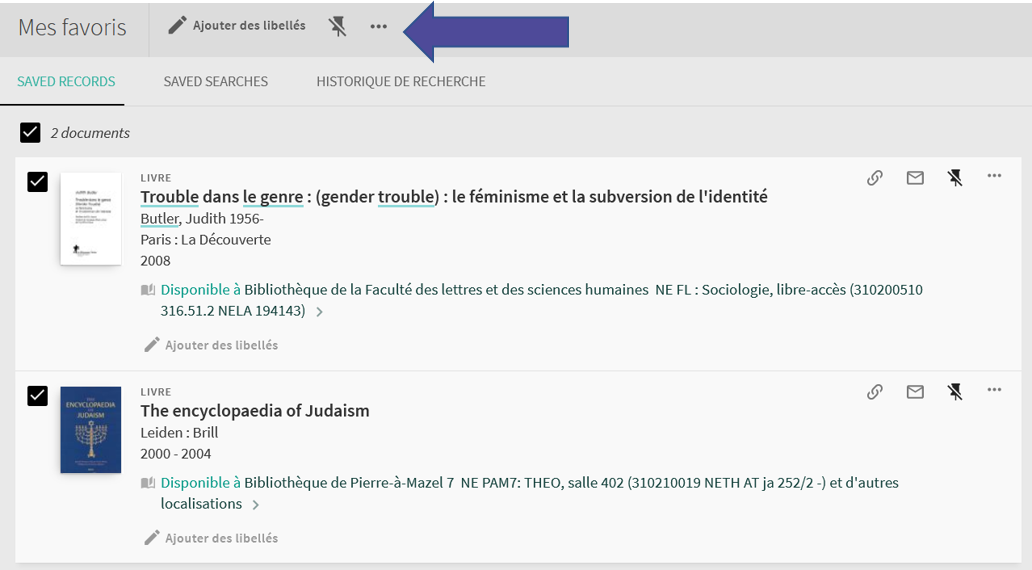 Mes favoris
Ajouter des libellés
SAVED RECORDS
SAVED SEARCHES
HISTORIQUE DE RECHERCHE
2 documents
LIVRE
Trouble dans le genre : (gender trouble) : le féminisme et la subversion de l'identité
Butler, Judith 1956-
Paris : La Découverte
2008
Disponible à Bibliothèque de la Faculté des lettres et des sciences humaines NE FL : Sociologie, libre-accès (310200510
316.51.2 NELA 194143)
Ajouter des libellés
ENCYCLOPAEDIA
JUDAISM
LIVRE
The encyclopaedia of Judaism
Leiden : Brill
2000 - 2004
Disponible à Bibliothèque de Pierre-à-Mazel 7 NE PAM7: THEO, salle 402 (310210019 NETH AT ja 252/2 -) et d'autres
localisations
Ajouter des libellés